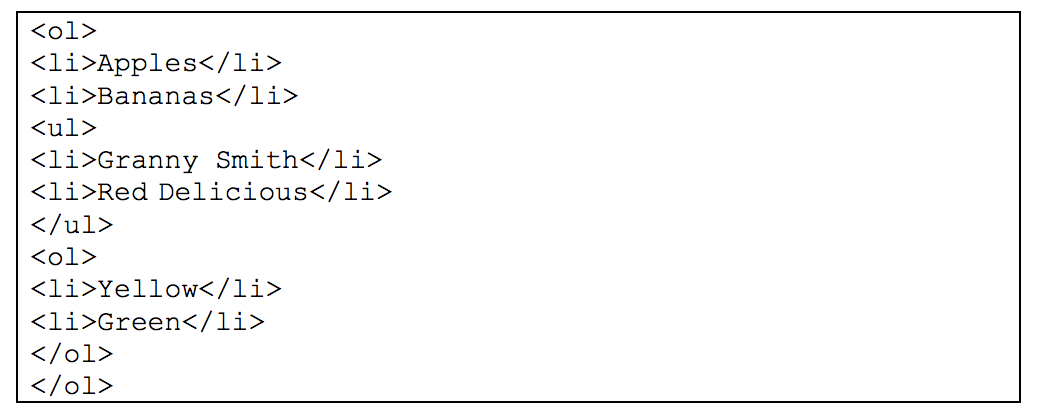 <ol>
<li>Apples</li>
<li>Bananas</li>
<ul>
<li>Granny Smith</li>
<li>Red Delicious</li>
</ul>
<ol>
<li>Yellow</li>
<li>Green</li>
</ol>
</ol>